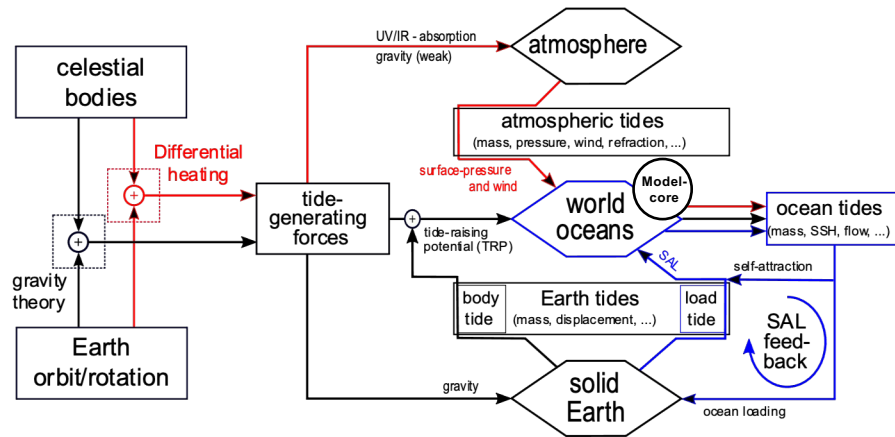 celestial
bodies
Differential
heating
gravity
theory
Earth
orbit/rotation
tide-
generating
forces
UV/IR - absorption
gravity (weak)
atmosphere
atmospheric tides
(mass, pressure, wind, refraction, ...)
surface-pressure
and wind
Model-
core
world
oceans
tide-raising
potential (TRP)
ocean tides
(mass, SSH, flow, ...)
SAL
self-attraction
body
tide
Earth tides
(mass, displacement, ...)
load
tide
SAL
feed-
back
gravity
solid
Earth
ocean loading